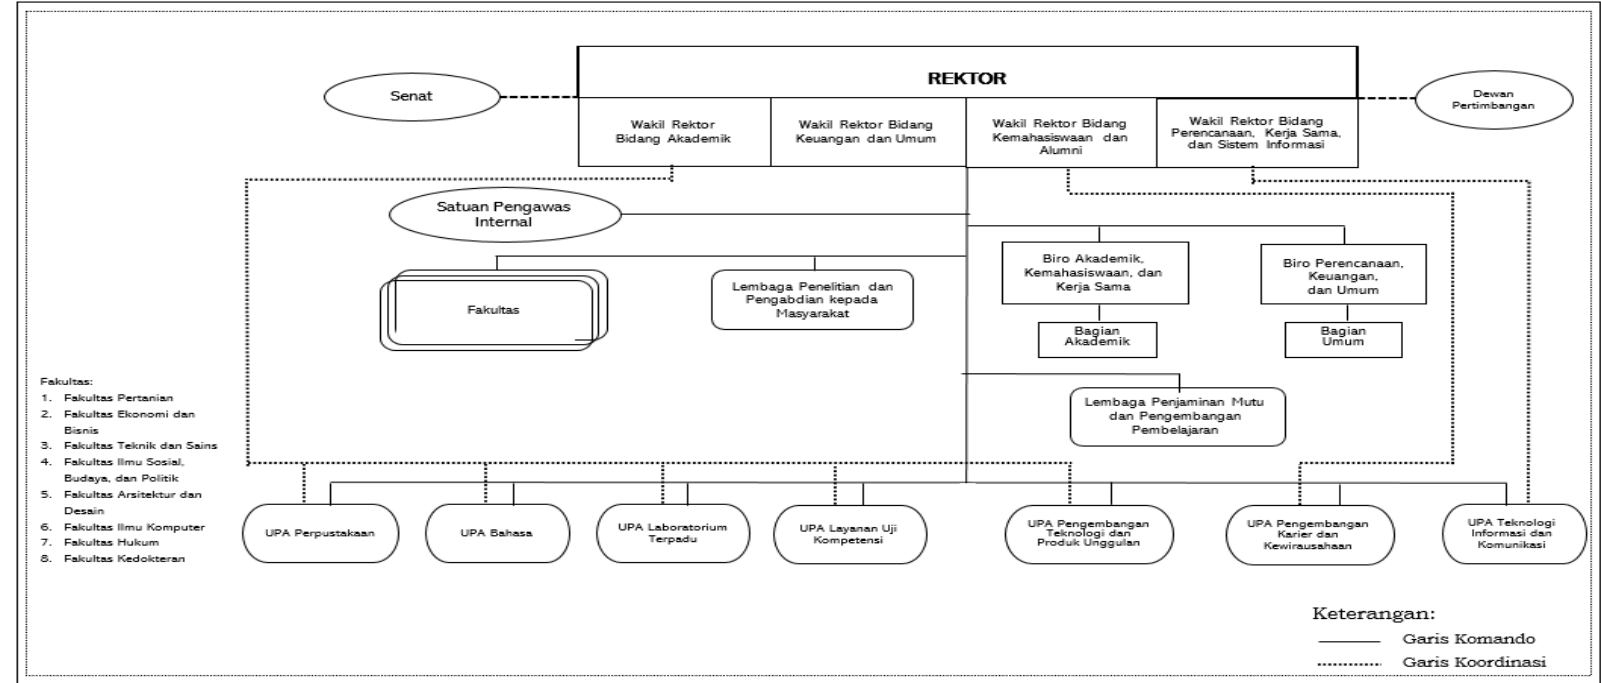 REKTOR
Senat
Dewan
Pertimbangan
Wakil Rektor
Bidang Akademik
Wakil Rektor Bidang
Keuangan dan Umum
Wakil Rektor Bidang
Kemahasiswaan dan
Alumni
Wakil Rektor Bidang
Perencanaan, Kerja Sama,
dan Sistem Informasi
Satuan Pengawas
Internal
Fakultas
Lembaga Penelitian dan
Pengabdian kepada
Masyarakat
Biro Akademik,
Kemahasiswaan, dan
Kerja Sama
Biro Perencanaan,
Keuangan,
dan Umum
Bagian
Akademik
Bagian
Umum
Lembaga Penjaminan Mutu
dan Pengembangan
Pembelajaran
Fakultas:
1. Fakultas Pertanian
2. Fakultas Ekonomi dan
Bisnis
3. Fakultas Teknik dan Sains
4. Fakultas Ilmu Sosial,
Budaya, dan Politik
5. Fakultas Arsitektur dan
Desain
6. Fakultas Ilmu Komputer
7. Fakultas Hukum
8. Fakultas Kedokteran
UPA Perpustakaan
UPA Bahasa
UPA Laboratorium
Terpadu
UPA Layanan Uji
Kompetensi
UPA Pengembangan
Teknologi dan
Produk Unggulan
UPA Pengembangan
Karier dan
Kewirausahaan
UPA Teknologi
Informasi dan
Komunikasi
Keterangan:
Garis Komando
Garis Koordinasi